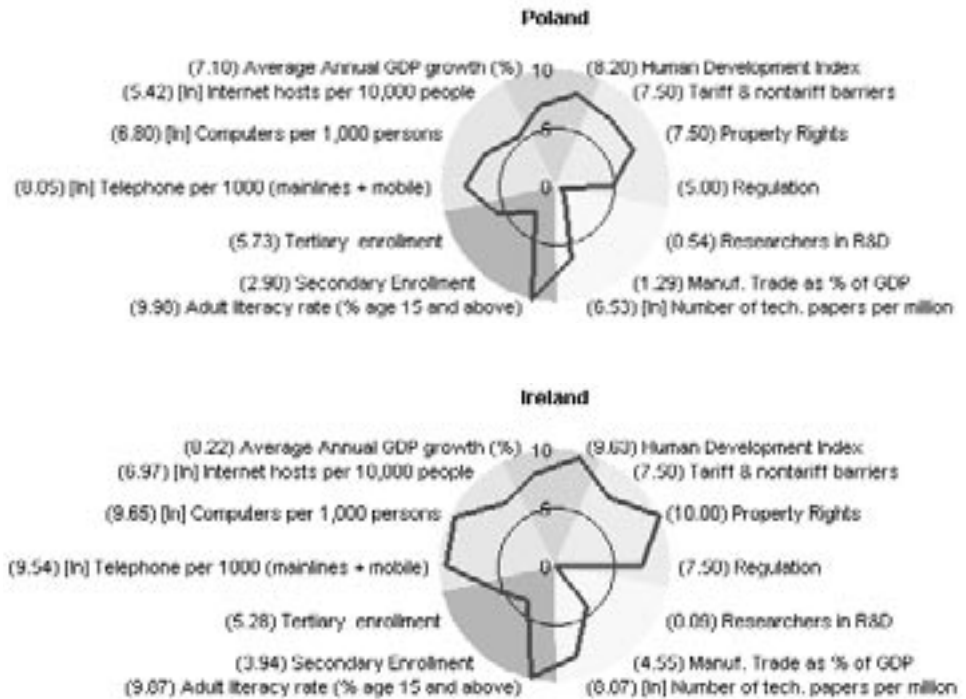 Poland
(7.10) Average Annual GDP growth (%)
10
(8.20) Human Development Index
(5.42) [ln] Internet hosts per 10,000 people
(7.50) Tariff & nontariff barriers
(6.80) [ln] Computers per 1,000 persons
5
(7.50) Property Rights
(8.05) [ln] Telephone per 1000 (mainlines + mobile)
0
(5.00) Regulation
(5.73) Tertiary enrollment
(0.54) Researchers in R&D
(2.90) Secondary Enrollment
(1.29) Manuf. Trade as % of GDP
(9.98) Adult literacy rate (% age 15 and above)
(6.53) [ln] Number of tech. papers per million
Ireland
(8.22) Average Annual GDP growth (%)
10
(9.63) Human Development Index
(6.97) [ln] Internet hosts per 10,000 people
(7.50) Tariff & nontariff barriers
(9.65) [ln] Computers per 1,000 persons
5
(10.00) Property Rights
(9.54) [ln] Telephone per 1000 (mainlines + mobile)
0
(7.50) Regulation
(5.28) Tertiary enrollment
(0.09) Researchers in R&D
(3.94) Secondary Enrollment
(4.55) Manuf. Trade as % of GDP
(9.87) Adult literacy rate (% age 15 and above)
(8.07) [ln] Number of tech. papers per million